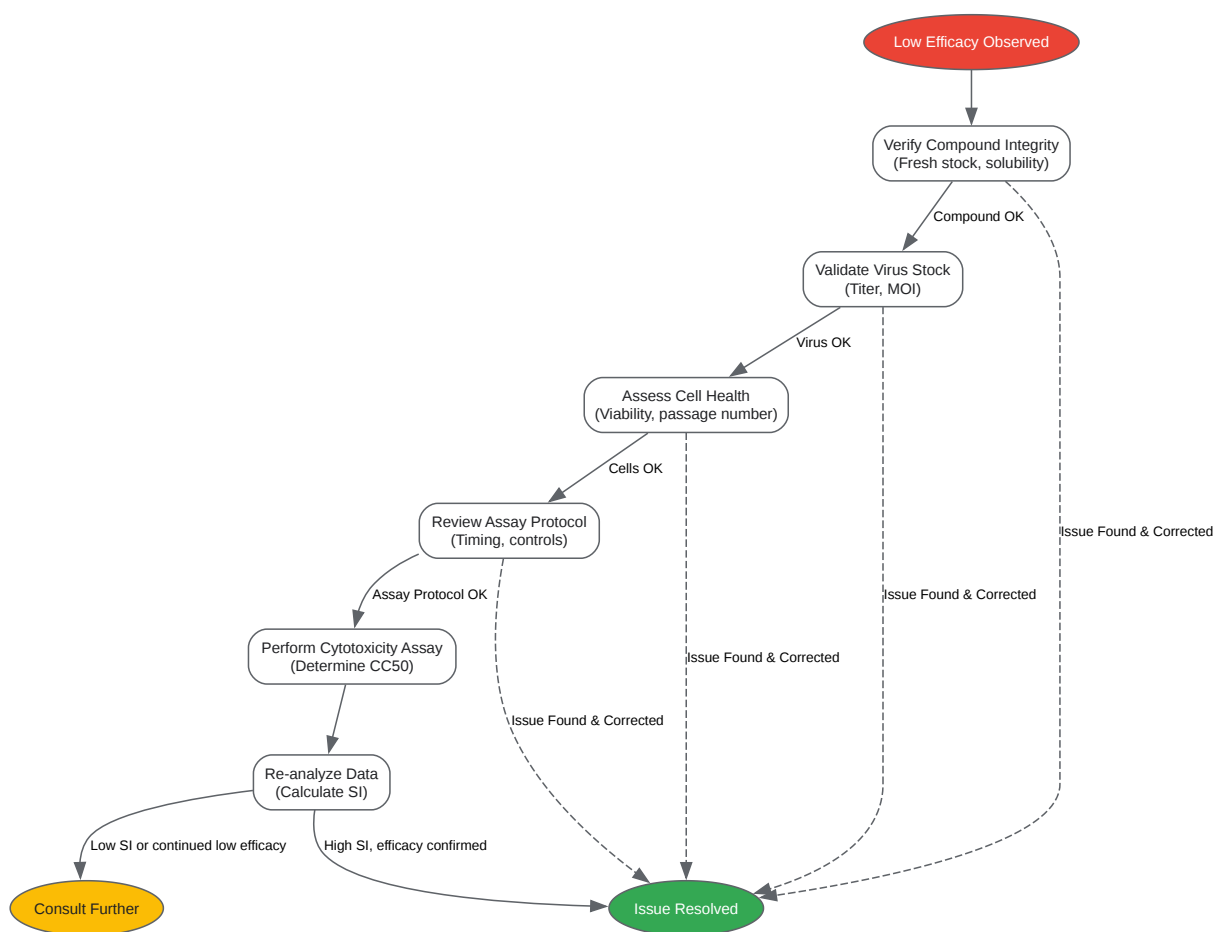 Low Efficacy Observed
Verify Compound Integrity
(Fresh stock, solubility)
Compound OK
Validate Virus Stock
(Titer, MOI)
Virus OK
Assess Cell Health
(Viability, passage number)
Cells OK
Review Assay Protocol
(Timing, controls)
Issue Found & Corrected
Assay Protocol OK
Issue Found & Corrected
Perform Cytotoxicity Assay
(Determine CC50)
Issue Found & Corrected
Issue Found & Corrected
Re-analyze Data
(Calculate SI)
Low SI or continued low efficacy
High SI, efficacy confirmed
Consult Further
Issue Resolved